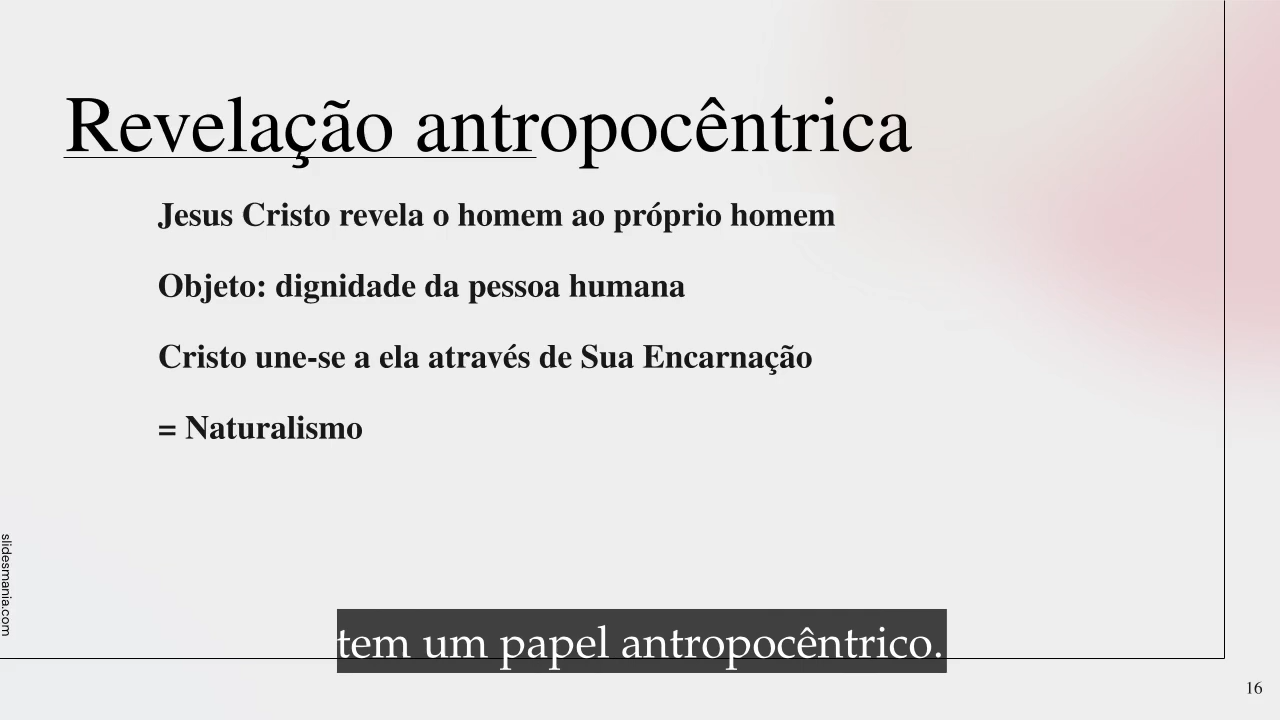 Revelação antropocêntrica
Jesus Cristo revela o homem ao próprio homem
Objeto: dignidade da pessoa humana
Cristo une-se a ela através de Sua Encarnação
= Naturalismo
slidesmania.com
tem um papel antropocêntrico.
16